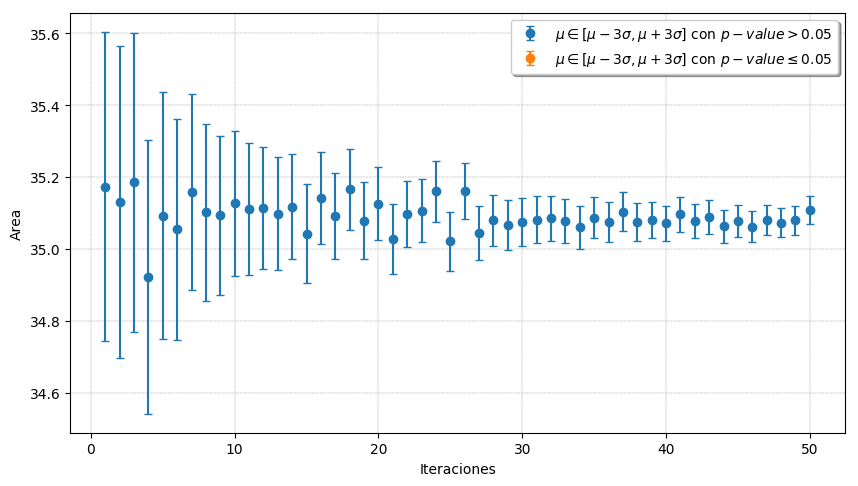 35.6
35.4
35.2
35.0
34.8
34.6
Area
0 10 20 30 40 50
Iteraciones
μ ∈ [μ − 3σ, μ + 3σ] con p − value > 0.05
μ ∈ [μ − 3σ, μ + 3σ] con p − value ≤ 0.05